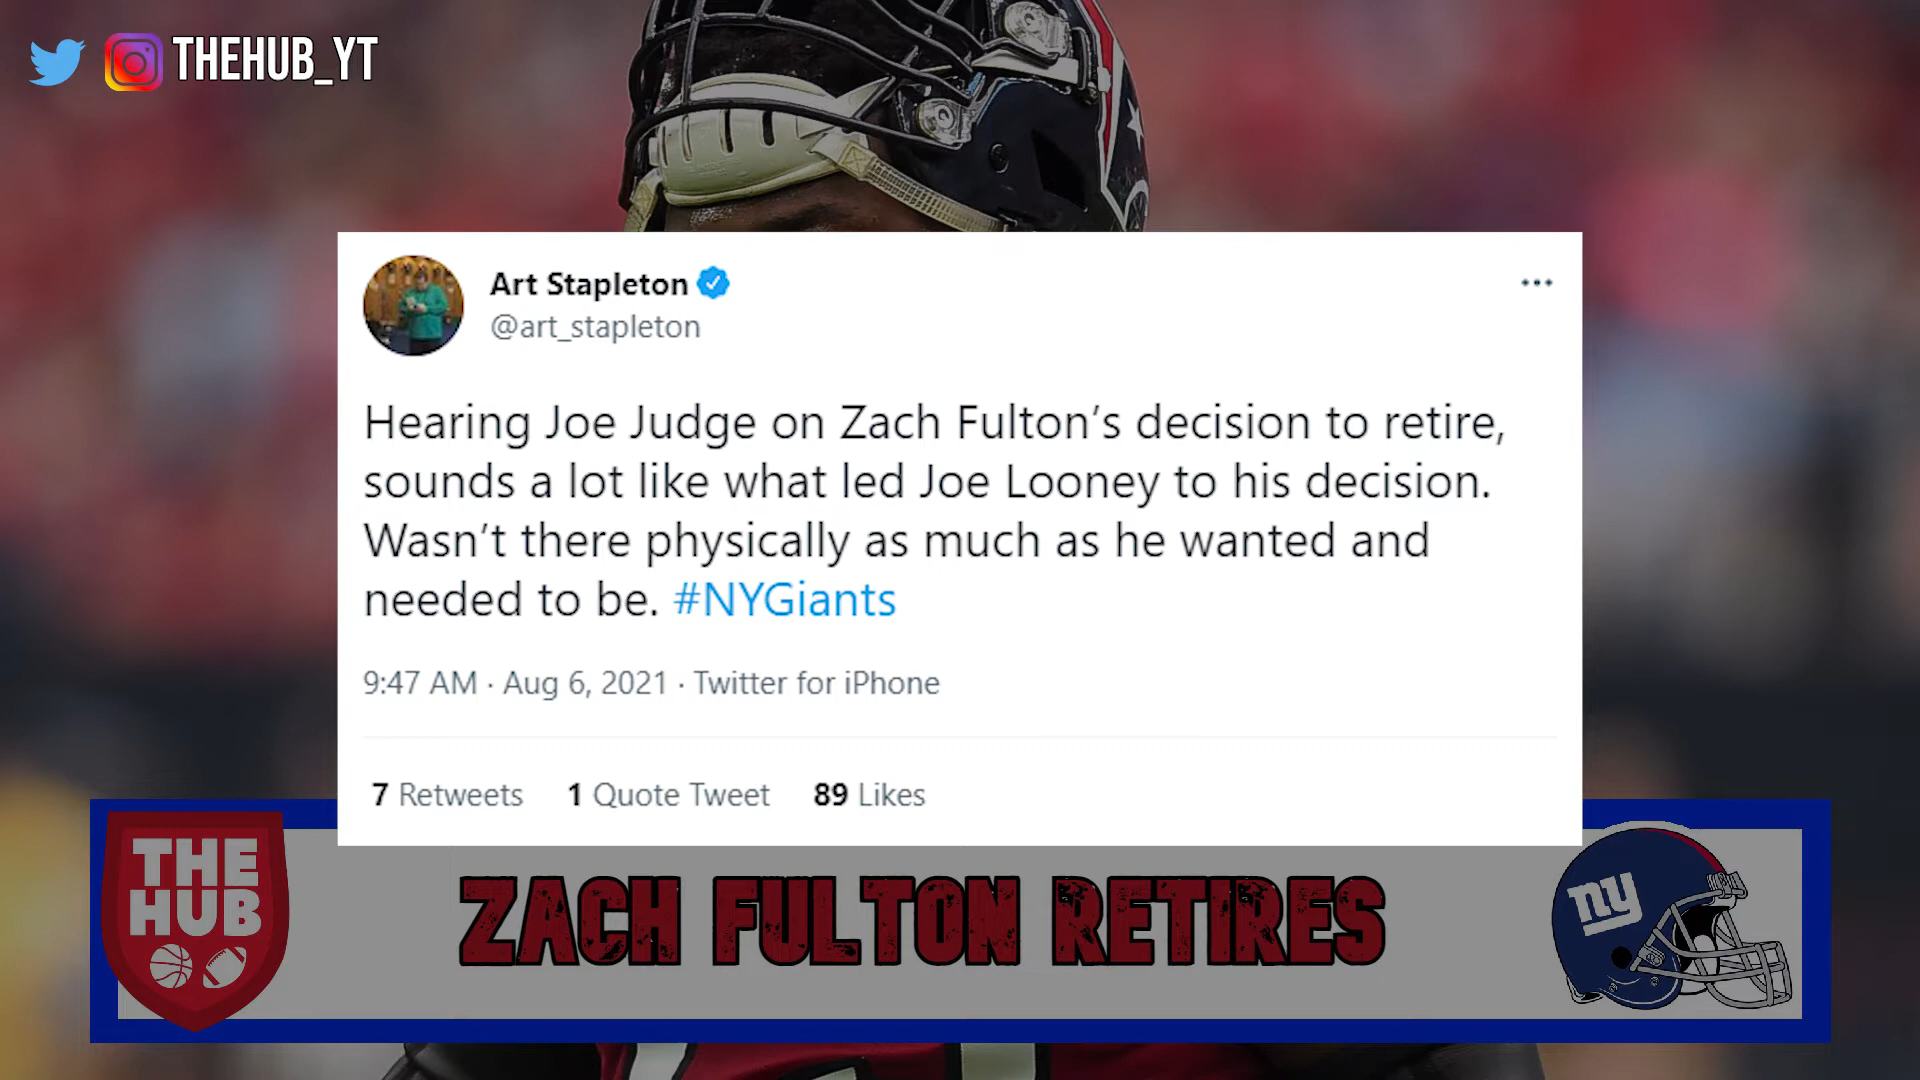 THEHUB_YT
Art Stapleton
@art_stapleton
Hearing Joe Judge on Zach Fulton’s decision to retire,
sounds a lot like what led Joe Looney to his decision.
Wasn’t there physically as much as he wanted and
needed to be. #NYGiants
9:47 AM · Aug 6, 2021 · Twitter for iPhone
7 Retweets 1 Quote Tweet 89 Likes
THE
HUB
ZACH FULTON RETIRES
ny